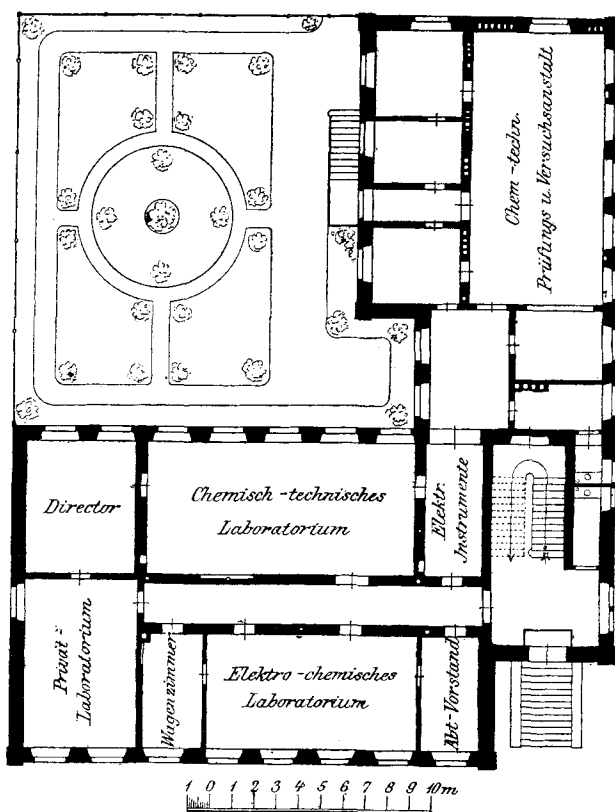 Chem.-techn.
Prüfungs u. Versuchsanstalt
Director
Chemisch-technisches
Laboratorium
Elektr.
Instrumente
Privat-
Laboratorium
Wagenzimmer
Elektro-chemisches
Laboratorium
Abt-Vorstand
1 0 1 2 3 4 5 6 7 8 9 10m